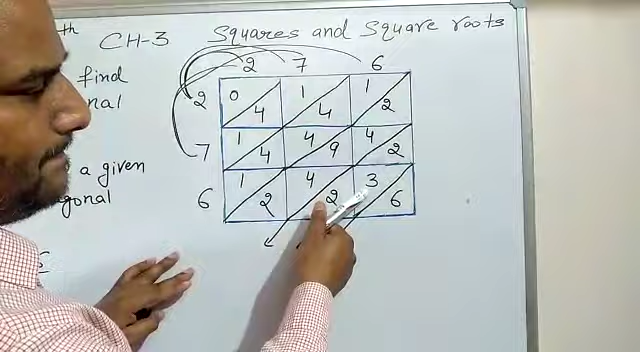 th CH-3 Squares and Square roots
find
nal
a given
gonal
2 7 6
2 0 4 1 4 1 2
7 1 4 4 9 4 2
6 1 2 4 2 3 6